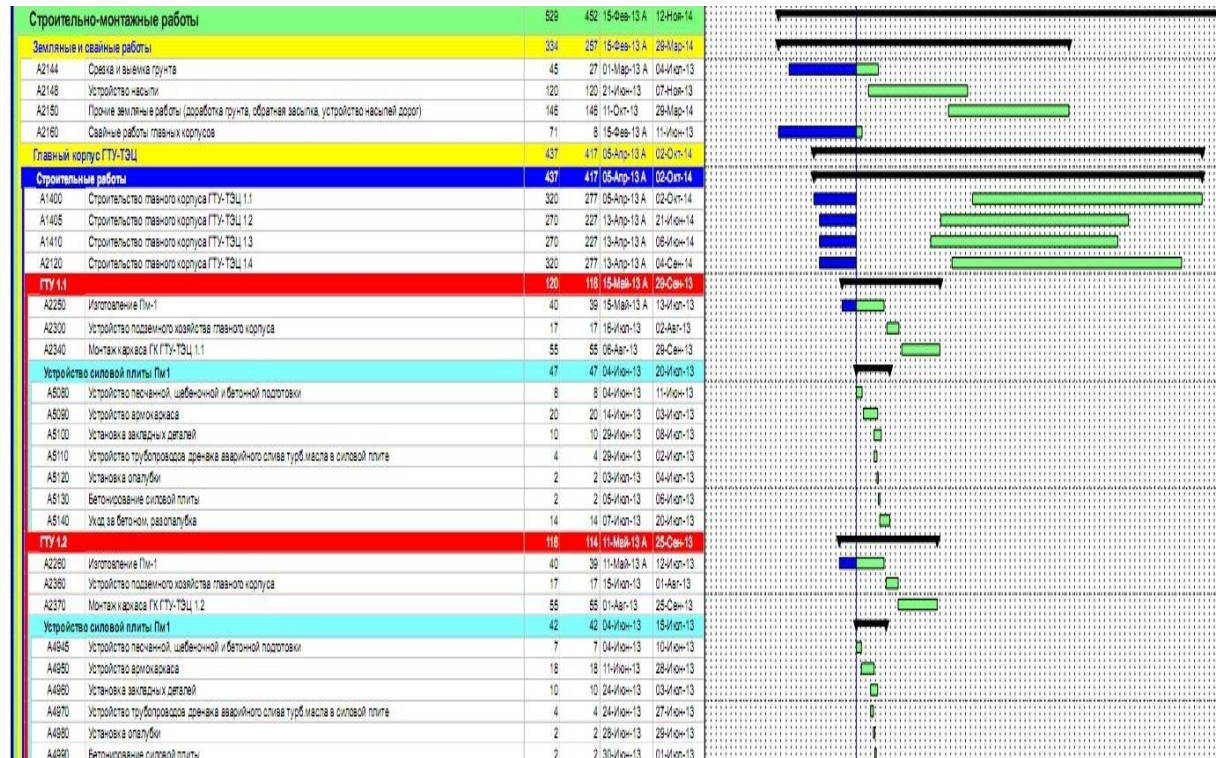 Строительно-монтажные работы 529 452 15-Фев-13 A 12-Ноя-14
Земляные и свайные работы 334 257 15-Фев-13 A 29-Мар-14
A2144 Срезка и выемка грунта 45 27 01-Мар-13 A 04-Июл-13
A2148 Устройство насыпи 120 120 21-Июн-13 07-Ноя-13
A2150 Прочие земляные работы (доработка грунта, обратная засыпка, устройство насыпей дорог) 146 146 11-Окт-13 29-Мар-14
A2160 Свайные работы главных корпусов 71 8 15-Фев-13 A 11-Июн-13
Главный корпус ГТУ-ТЭЦ 437 417 05-Апр-13 A 02-Окт-14
Строительные работы 437 417 05-Апр-13 A 02-Окт-14
A1400 Строительство главного корпуса ГТУ-ТЭЦ 1.1 320 277 05-Апр-13 A 02-Окт-14
A1405 Строительство главного корпуса ГТУ-ТЭЦ 1.2 270 227 13-Апр-13 A 21-Июн-14
A1410 Строительство главного корпуса ГТУ-ТЭЦ 1.3 270 227 13-Апр-13 A 06-Июн-14
A2120 Строительство главного корпуса ГТУ-ТЭЦ 1.4 320 277 13-Апр-13 A 04-Сен-14
ГТУ 1.1 120 118 15-Май-13 A 29-Сен-13
A2250 Изготовление Пм-1 40 39 15-Май-13 A 13-Июл-13
A2300 Устройство подземного хозяйства главного корпуса 17 17 16-Июл-13 02-Авг-13
A2340 Монтаж каркаса ГК ГТУ-ТЭЦ 1.1 55 55 06-Авг-13 29-Сен-13
Устройство силовой плиты Пм1 47 47 04-Июн-13 20-Июл-13
A5080 Устройство песчанной, щебеночной и бетонной подготовки 8 8 04-Июн-13 11-Июн-13
A5090 Устройство армокаркаса 20 20 14-Июн-13 03-Июл-13
A5100 Установка закладных деталей 10 10 29-Июн-13 08-Июл-13
A5110 Устройство трубопроводов дренажа аварийного слива турб.масла в силовой плите 4 4 29-Июн-13 02-Июл-13
A5120 Установка опалубки 2 2 03-Июл-13 04-Июл-13
A5130 Бетонирование силовой плиты 2 2 05-Июл-13 06-Июл-13
A5140 Уход за бетоном, разопалубка 14 14 07-Июл-13 20-Июл-13
ГТУ 1.2 116 114 11-Май-13 A 25-Сен-13
A2260 Изготовление Пм-1 40 39 11-Май-13 A 12-Июл-13
A2360 Устройство подземного хозяйства главного корпуса 17 17 15-Июл-13 01-Авг-13
A2370 Монтаж каркаса ГК ГТУ-ТЭЦ 1.2 55 55 01-Авг-13 25-Сен-13
Устройство силовой плиты Пм1 42 42 04-Июн-13 15-Июл-13
A4945 Устройство песчанной, щебеночной и бетонной подготовки 7 7 04-Июн-13 10-Июн-13
A4950 Устройство армокаркаса 18 18 11-Июн-13 28-Июн-13
A4960 Установка закладных деталей 10 10 24-Июн-13 03-Июл-13
A4970 Устройство трубопроводов дренажа аварийного слива турб.масла в силовой плите 4 4 24-Июн-13 27-Июн-13
A4980 Установка опалубки 2 2 28-Июн-13 29-Июн-13
A4990 Бетонирование силовой плиты 2 2 30-Июн-13 01-Июл-13